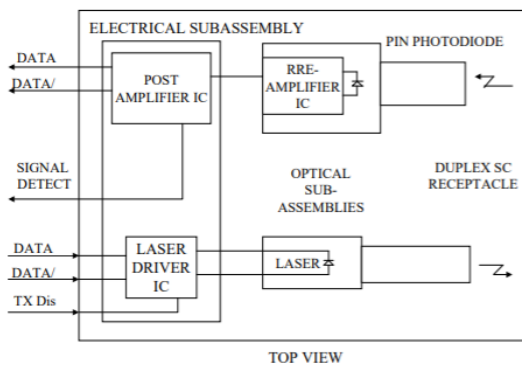 ELECTRICAL SUBASSEMBLY
PIN PHOTODIODE
DATA
DATA/
POST
AMPLIFIER IC
RRE-
AMPLIFIER
IC
SIGNAL
DETECT
OPTICAL
SUB-
ASSEMBLIES
DUPLEX SC
RECEPTACLE
DATA
DATA/
TX Dis
LASER
DRIVER
IC
LASER
TOP VIEW